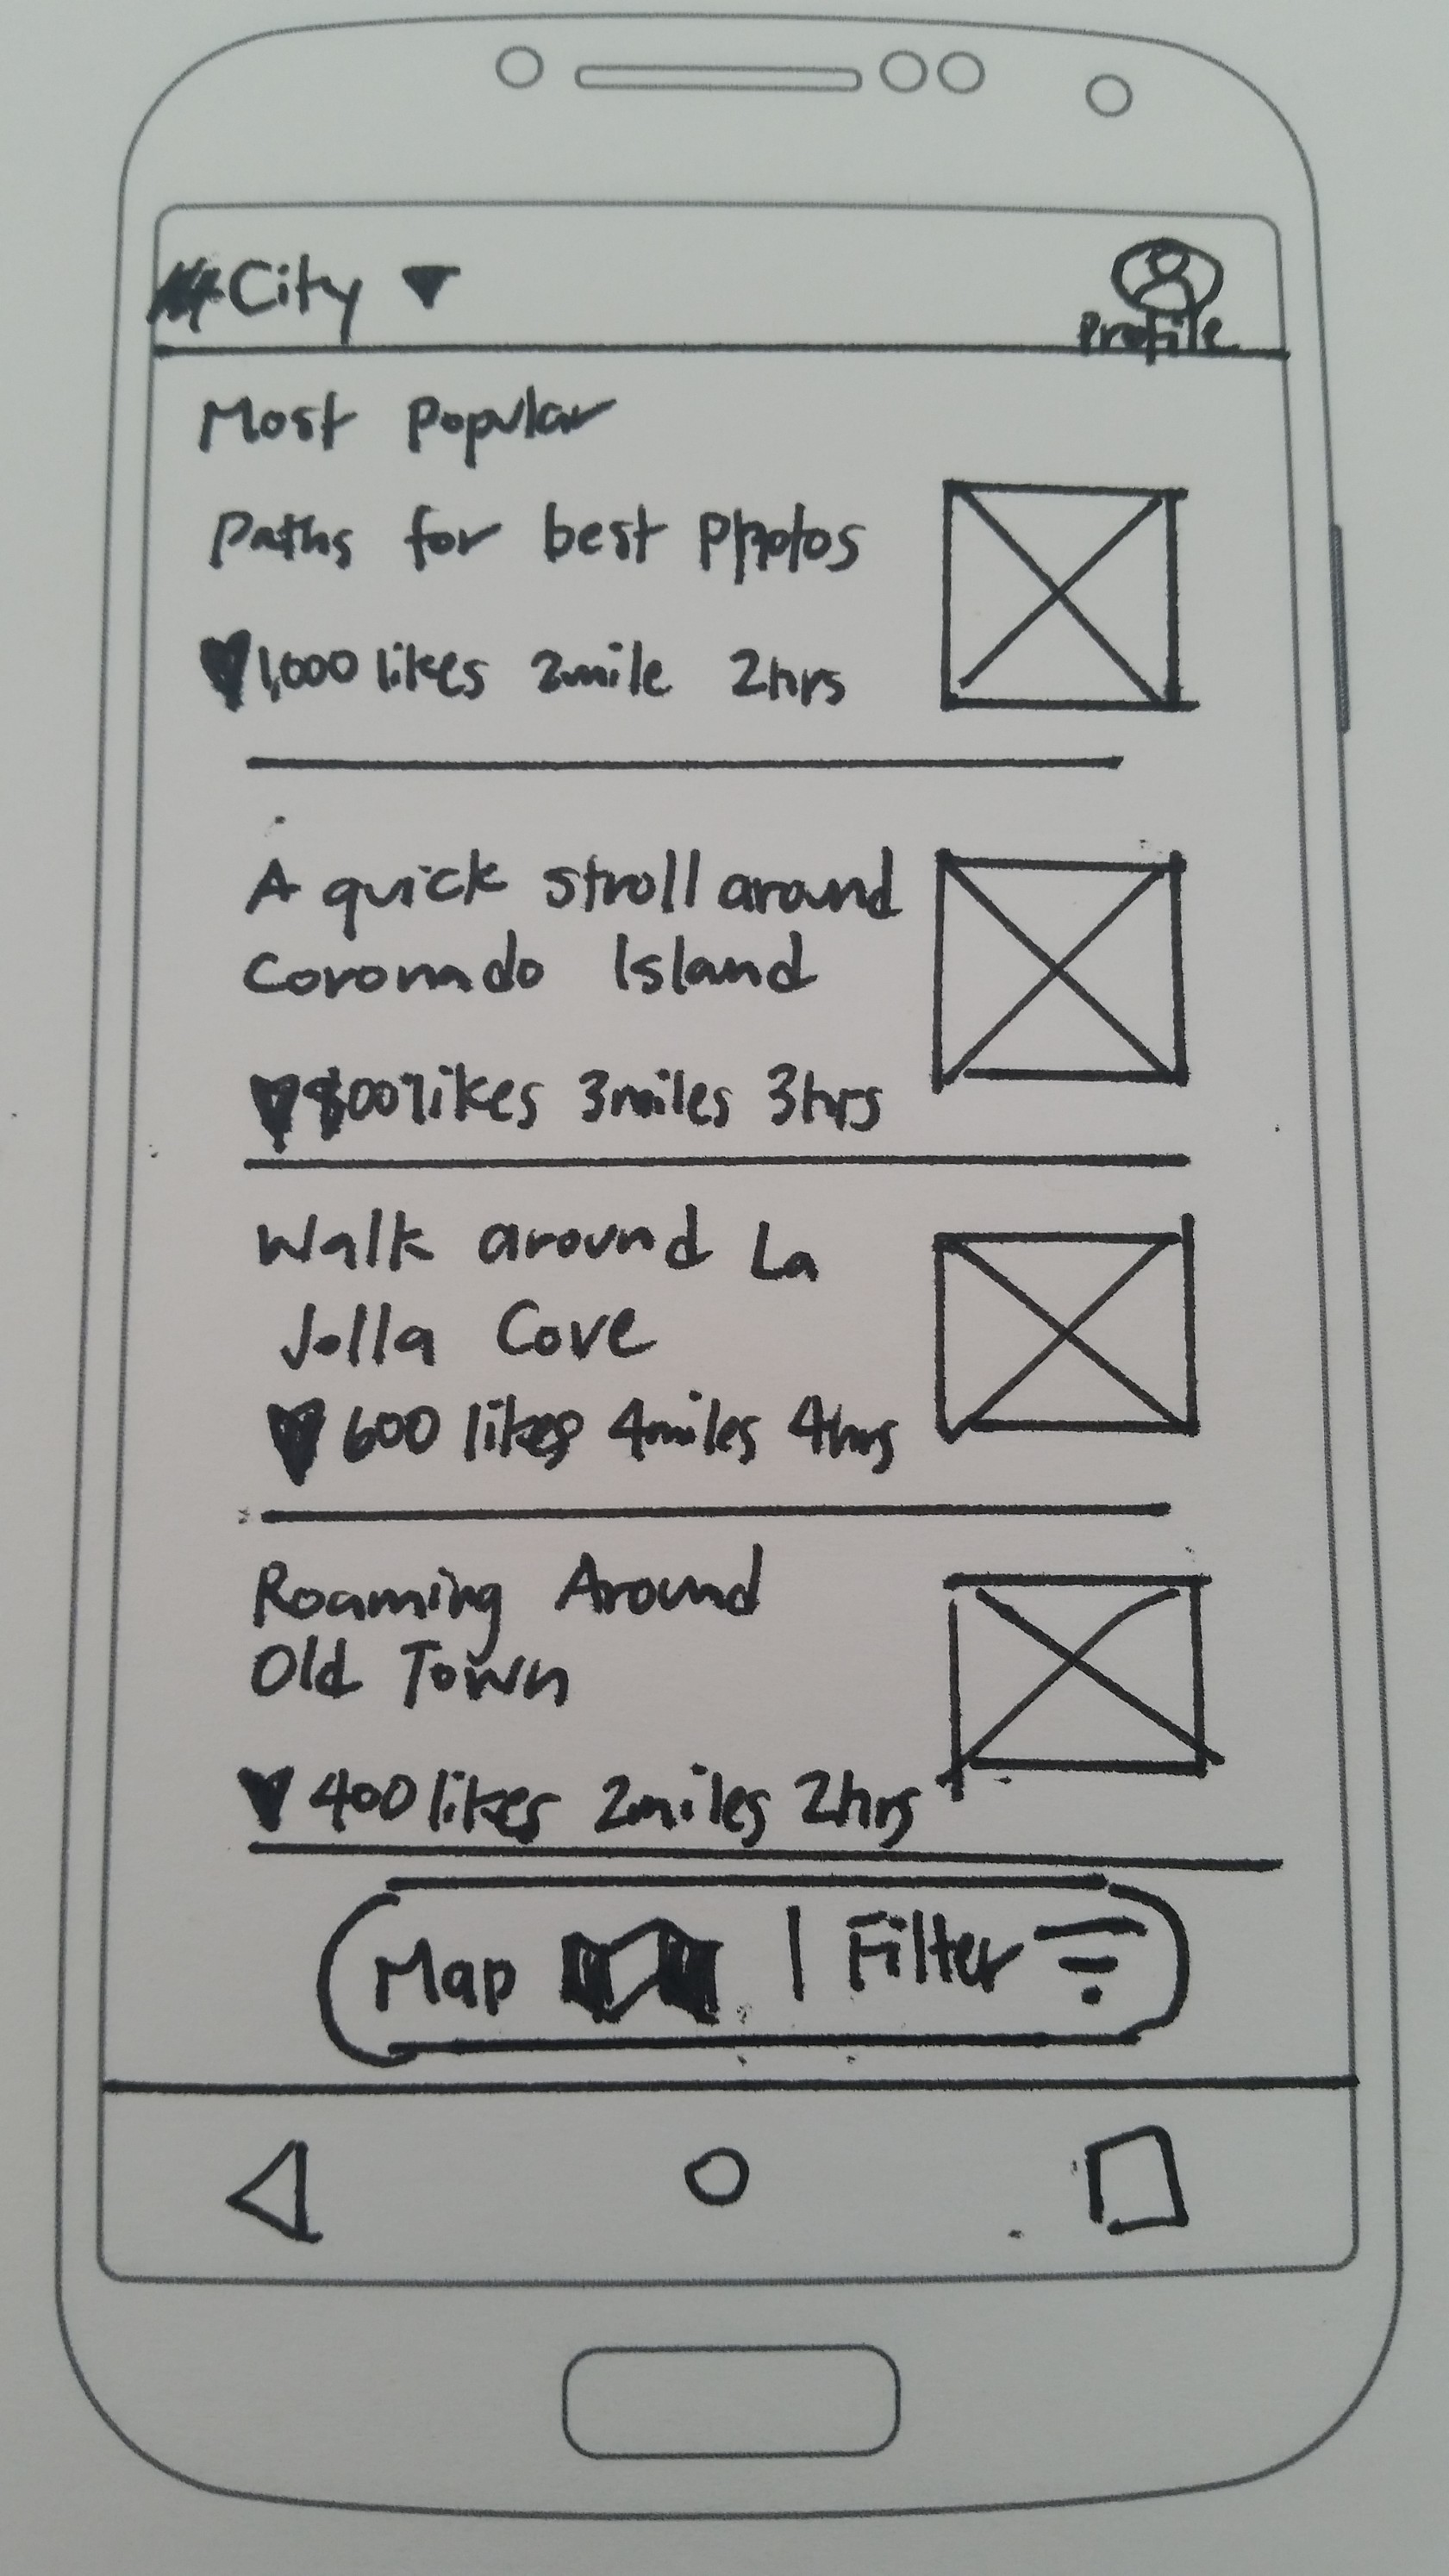 City
Profile
Most Popular
Paths for best Photos
1,000 likes 2mile 2hrs
A quick stroll around
Coronado Island
800 likes 3miles 3hrs
Walk around La
Jolla Cove
600 likes 4miles 4hrs
Roaming Around
Old Town
400 likes 2miles 2hrs
Map | Filter